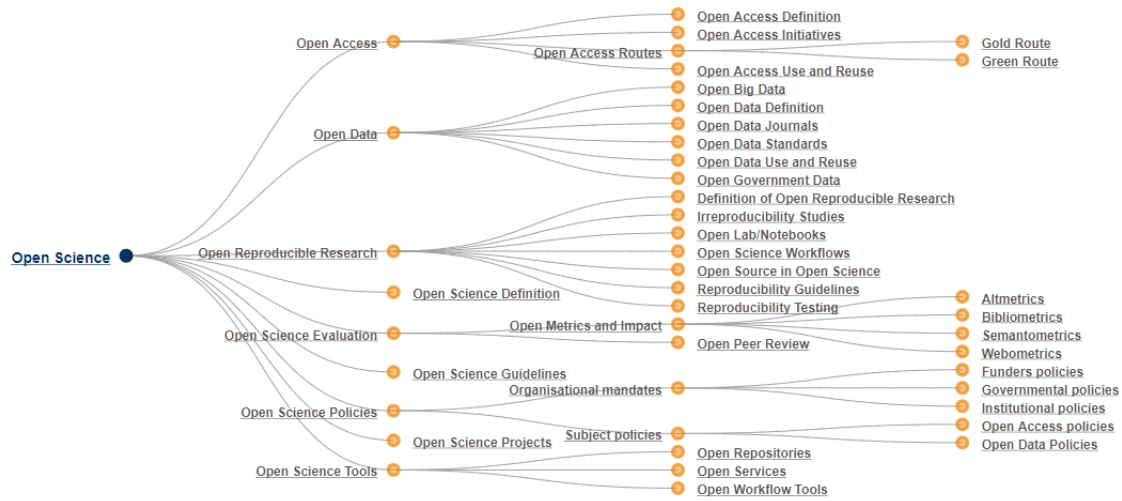 Open Science
Open Access
Open Access Definition
Open Access Initiatives
Open Access Routes
Gold Route
Green Route
Open Access Use and Reuse
Open Data
Open Big Data
Open Data Definition
Open Data Journals
Open Data Standards
Open Data Use and Reuse
Open Government Data
Open Reproducible Research
Definition of Open Reproducible Research
Irreproducibility Studies
Open Lab/Notebooks
Open Science Workflows
Open Source in Open Science
Reproducibility Guidelines
Reproducibility Testing
Open Science Definition
Open Science Evaluation
Open Metrics and Impact
Altmetrics
Bibliometrics
Semantometrics
Webometrics
Open Peer Review
Open Science Guidelines
Open Science Policies
Organisational mandates
Funders policies
Governmental policies
Institutional policies
Subject policies
Open Access policies
Open Data Policies
Open Science Projects
Open Science Tools
Open Repositories
Open Services
Open Workflow Tools